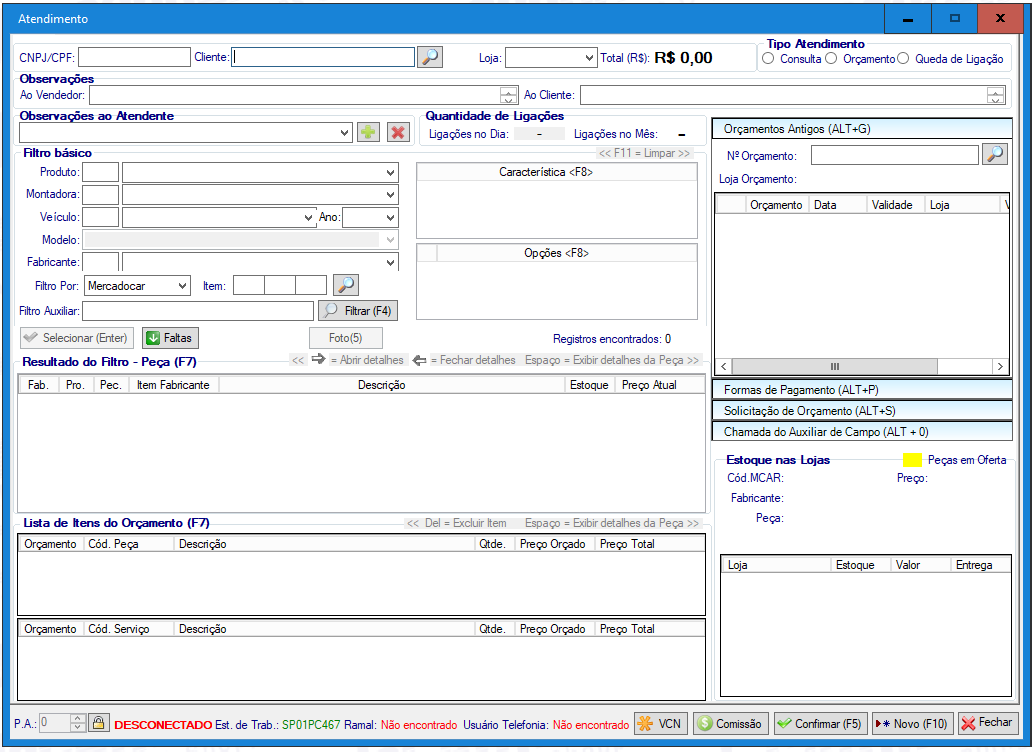 Atendimento
CNPJ/CPF: Cliente: Loja: Total (R$): R$ 0,00
Tipo Atendimento
Consulta Orçamento Queda de Ligação
Observações
Ao Vendedor: Ao Cliente:
Observações ao Atendente
Quantidade de Ligações
Ligações no Dia: - Ligações no Mês: -
Filtro básico
<< F11 = Limpar >>
Produto:
Montadora:
Veículo: Ano:
Modelo:
Fabricante:
Filtro Por: Mercadocar Item:
Filtro Auxiliar: Filtrar (F4)
Característica <F8>
Opções <F8>
Selecionar (Enter) Faltas Foto(5) Registros encontrados: 0
Resultado do Filtro - Peça (F7) << = Abrir detalhes = Fechar detalhes Espaço = Exibir detalhes da Peça >>
Fab. Pro. Pec. Item Fabricante Descrição Estoque Preço Atual
Lista de Itens do Orçamento (F7) << Del = Excluir Item Espaço = Exibir detalhes da Peça >>
Orçamento Cód. Peça Descrição Qtde. Preço Orçado Preço Total
Orçamento Cód. Serviço Descrição Qtde. Preço Orçado Preço Total
Orçamentos Antigos (ALT+G)
Nº Orçamento:
Loja Orçamento:
Orçamento Data Validade Loja V
Formas de Pagamento (ALT+P)
Solicitação de Orçamento (ALT+S)
Chamada do Auxiliar de Campo (ALT + 0)
Estoque nas Lojas Peças em Oferta
Cód.MCAR: Preço:
Fabricante:
Peça:
Loja Estoque Valor Entrega
P.A.: 0 DESCONECTADO Est. de Trab.: SP01PC467 Ramal: Não encontrado Usuário Telefonia: Não encontrado VCN Comissão Confirmar (F5) Novo (F10) Fechar